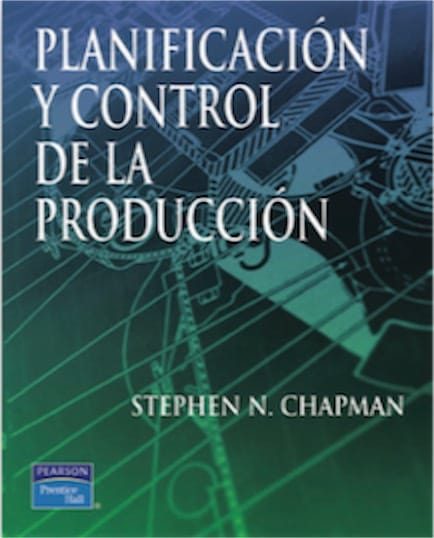 PLANIFICACIÓN
Y CONTROL
DE LA
PRODUCCIÓN
STEPHEN N. CHAPMAN
PEARSON
Prentice
Hall
®